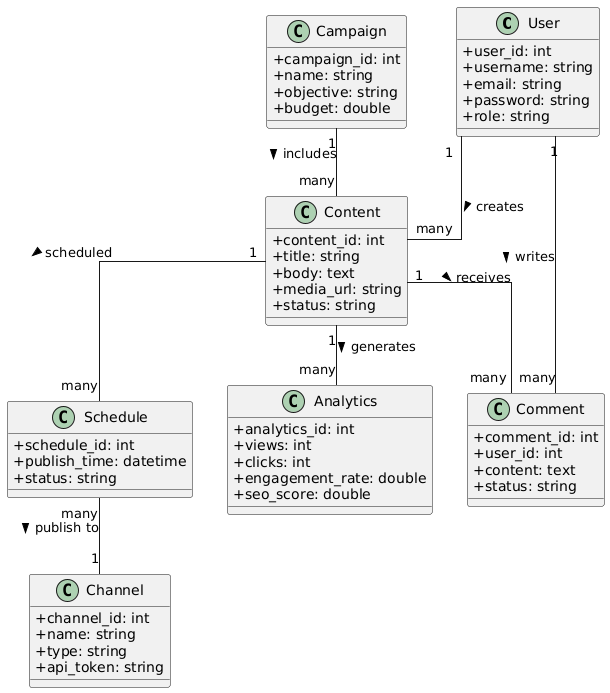 C Campaign
+campaign_id: int
+name: string
+objective: string
+budget: double
C User
+user_id: int
+username: string
+email: string
+password: string
+role: string
1
includes
many
1
creates
many
1
writes
many
C Content
+content_id: int
+title: string
+body: text
+media_url: string
+status: string
1
scheduled
many
1
receives
many
1
generates
many
C Schedule
+schedule_id: int
+publish_time: datetime
+status: string
C Analytics
+analytics_id: int
+views: int
+clicks: int
+engagement_rate: double
+seo_score: double
C Comment
+comment_id: int
+user_id: int
+content: text
+status: string
many
publish to
1
C Channel
+channel_id: int
+name: string
+type: string
+api_token: string